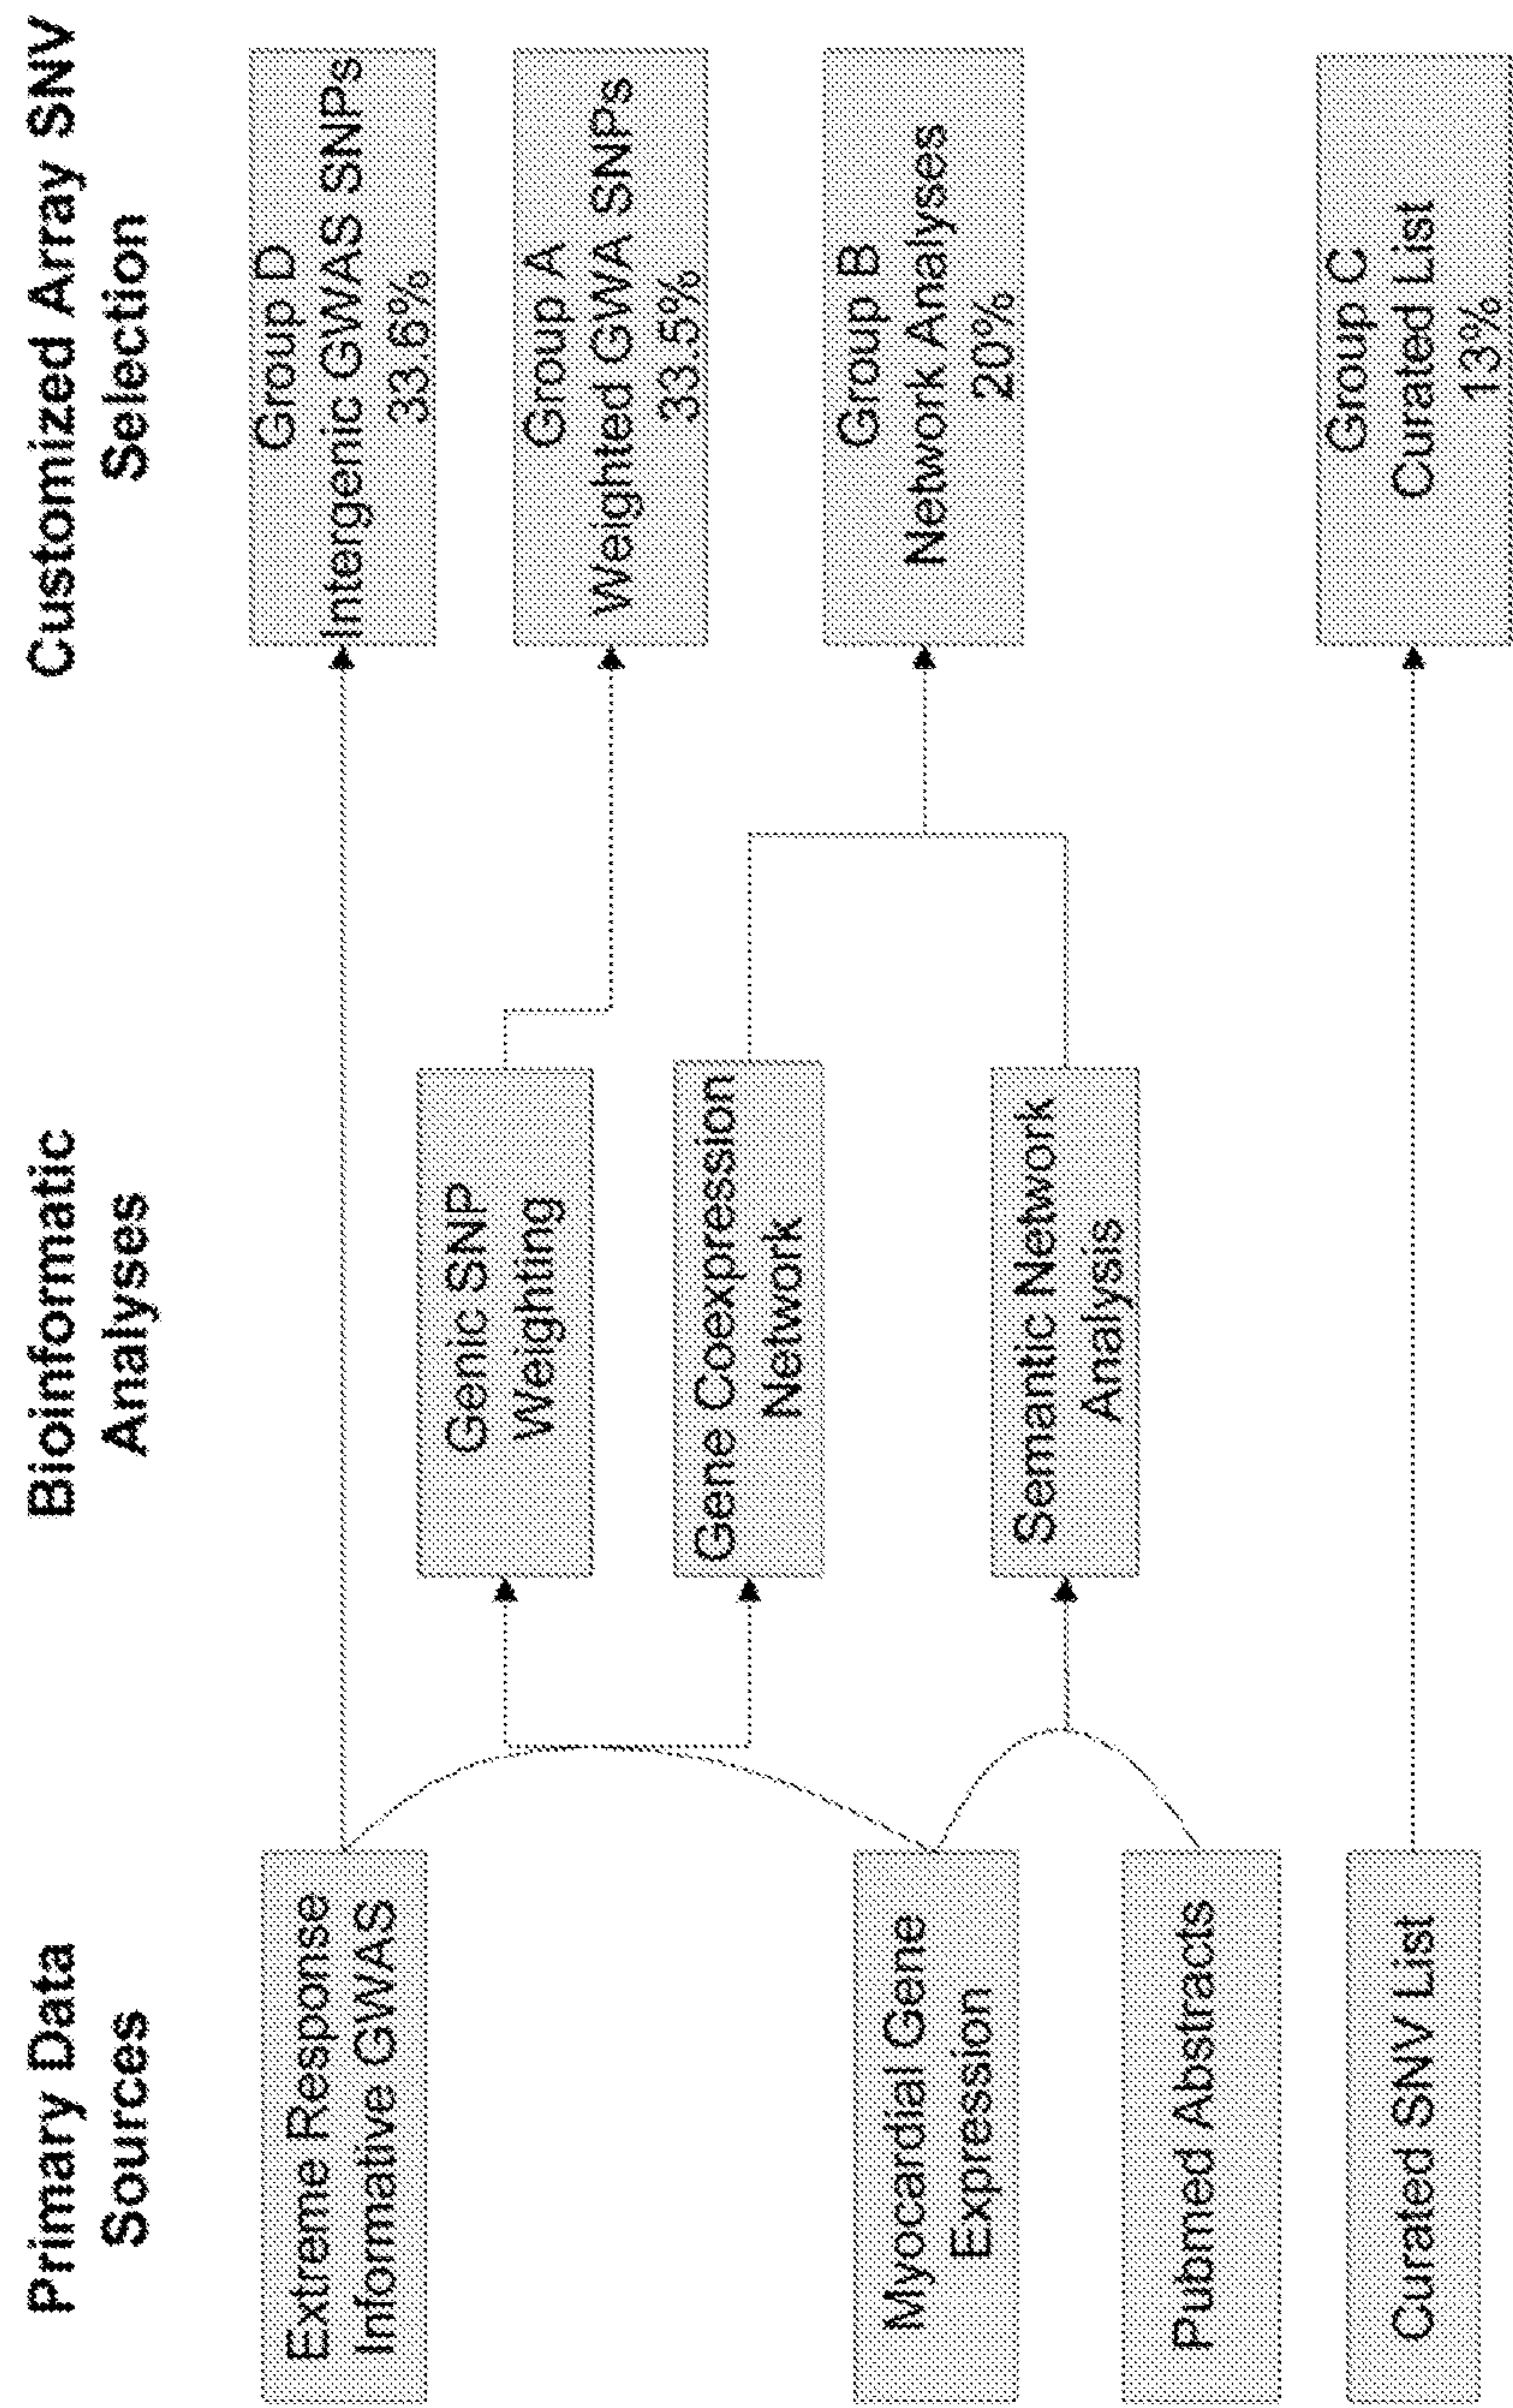 Primary Data
Sources
Bioinformatic
Analyses
Customized Array SNV
Selection
Extreme Response
Informative GWAS
Myocardial Gene
Expression
Pubmed Abstracts
Curated SNV List
Genic SNP
Weighting
Gene Coexpression
Network
Semantic Network
Analysis
Group D
Intergenic GWAS SNPs
33.6%
Group A
Weighted GWA SNPs
33.5%
Group B
Network Analyses
20%
Group C
Curated List
13%